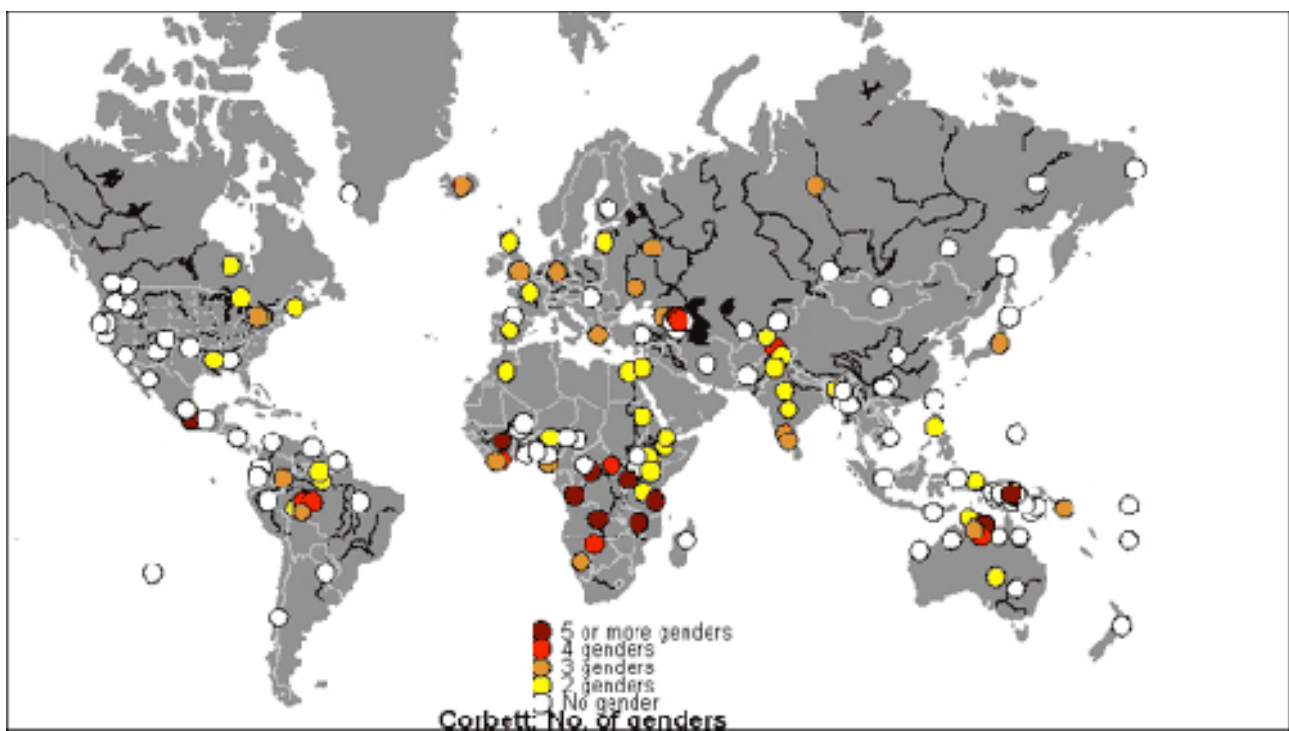 5 or more genders
4 genders
3 genders
2 genders
No gender
Corbett: No. of genders